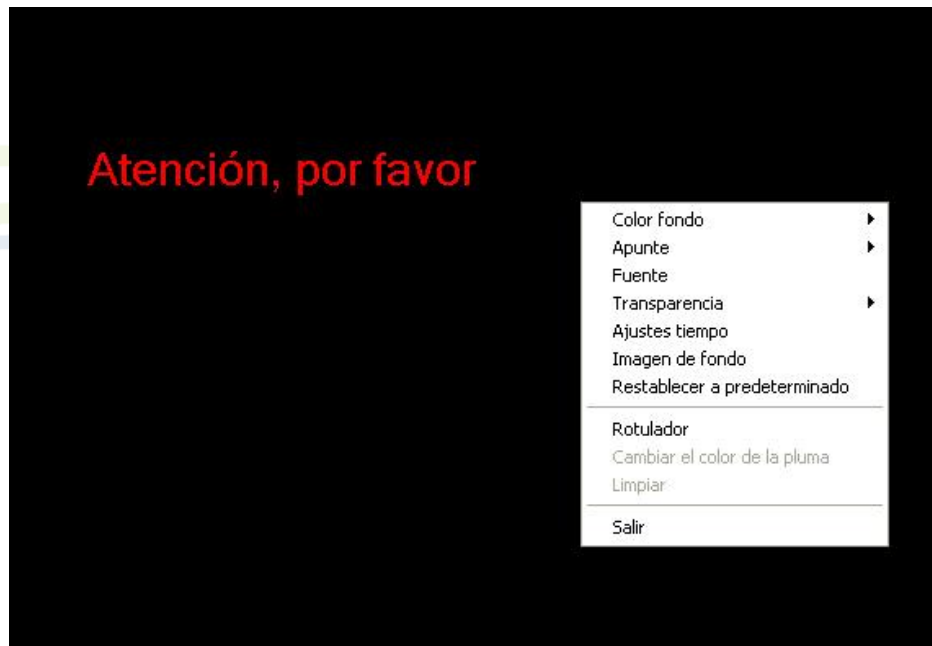 Atención, por favor
Color fondo
Apunte
Fuente
Transparencia
Ajustes tiempo
Imagen de fondo
Restablecer a predeterminado
Rotulador
Cambiar el color de la pluma
Limpiar
Salir